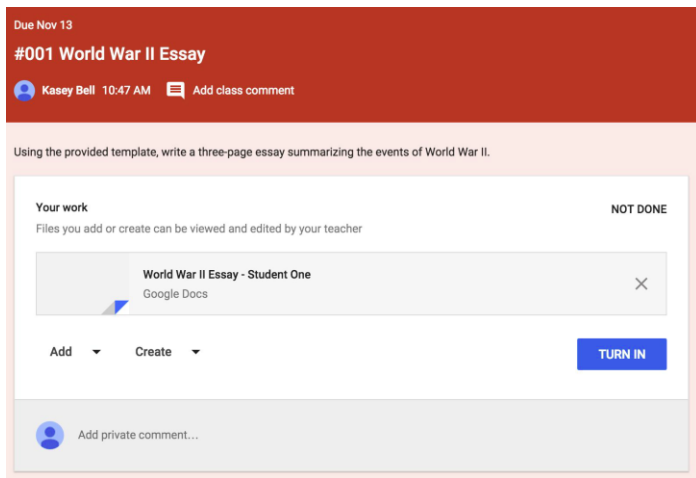 Due Nov 13
#001 World War II Essay
Kasey Bell 10:47 AM Add class comment
Using the provided template, write a three-page essay summarizing the events of World War II.
Your work NOT DONE
Files you add or create can be viewed and edited by your teacher
World War II Essay - Student One
Google Docs
Add Create TURN IN
Add private comment...